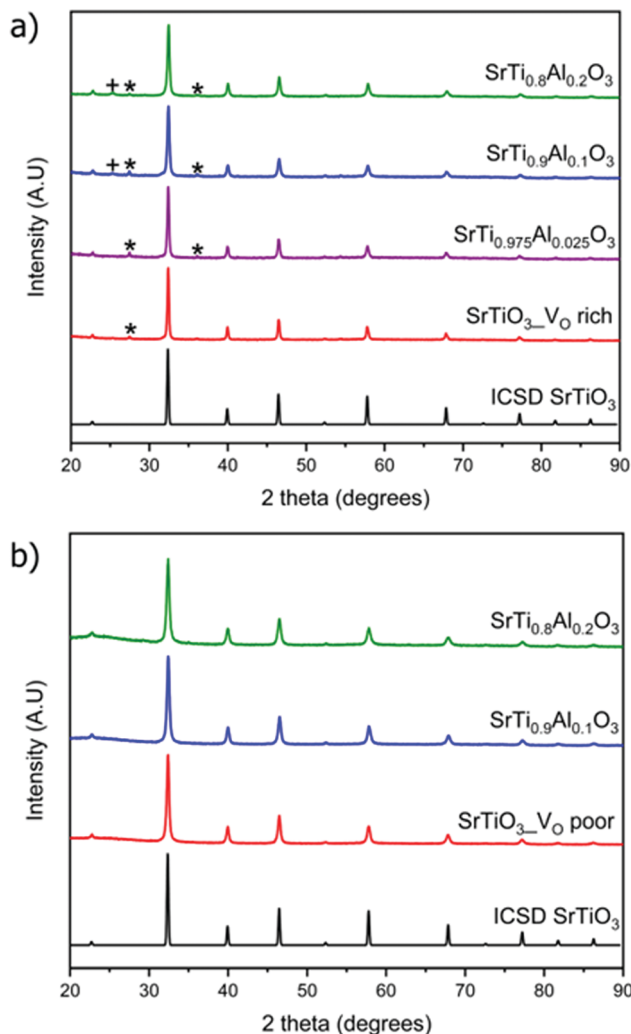 a)
+ * * SrTi₀.₈Al₀.₂O₃
+ * * SrTi₀.₉Al₀.₁O₃
* * SrTi₀.₉₇₅Al₀.₀₂₅O₃
* SrTiO₃_V_O rich
ICSD SrTiO₃
Intensity (A.U)
20 30 40 50 60 70 80 90
2 theta (degrees)
b)
SrTi₀.₈Al₀.₂O₃
SrTi₀.₉Al₀.₁O₃
SrTiO₃_V_O poor
ICSD SrTiO₃
Intensity (A.U)
20 30 40 50 60 70 80 90
2 theta (degrees)